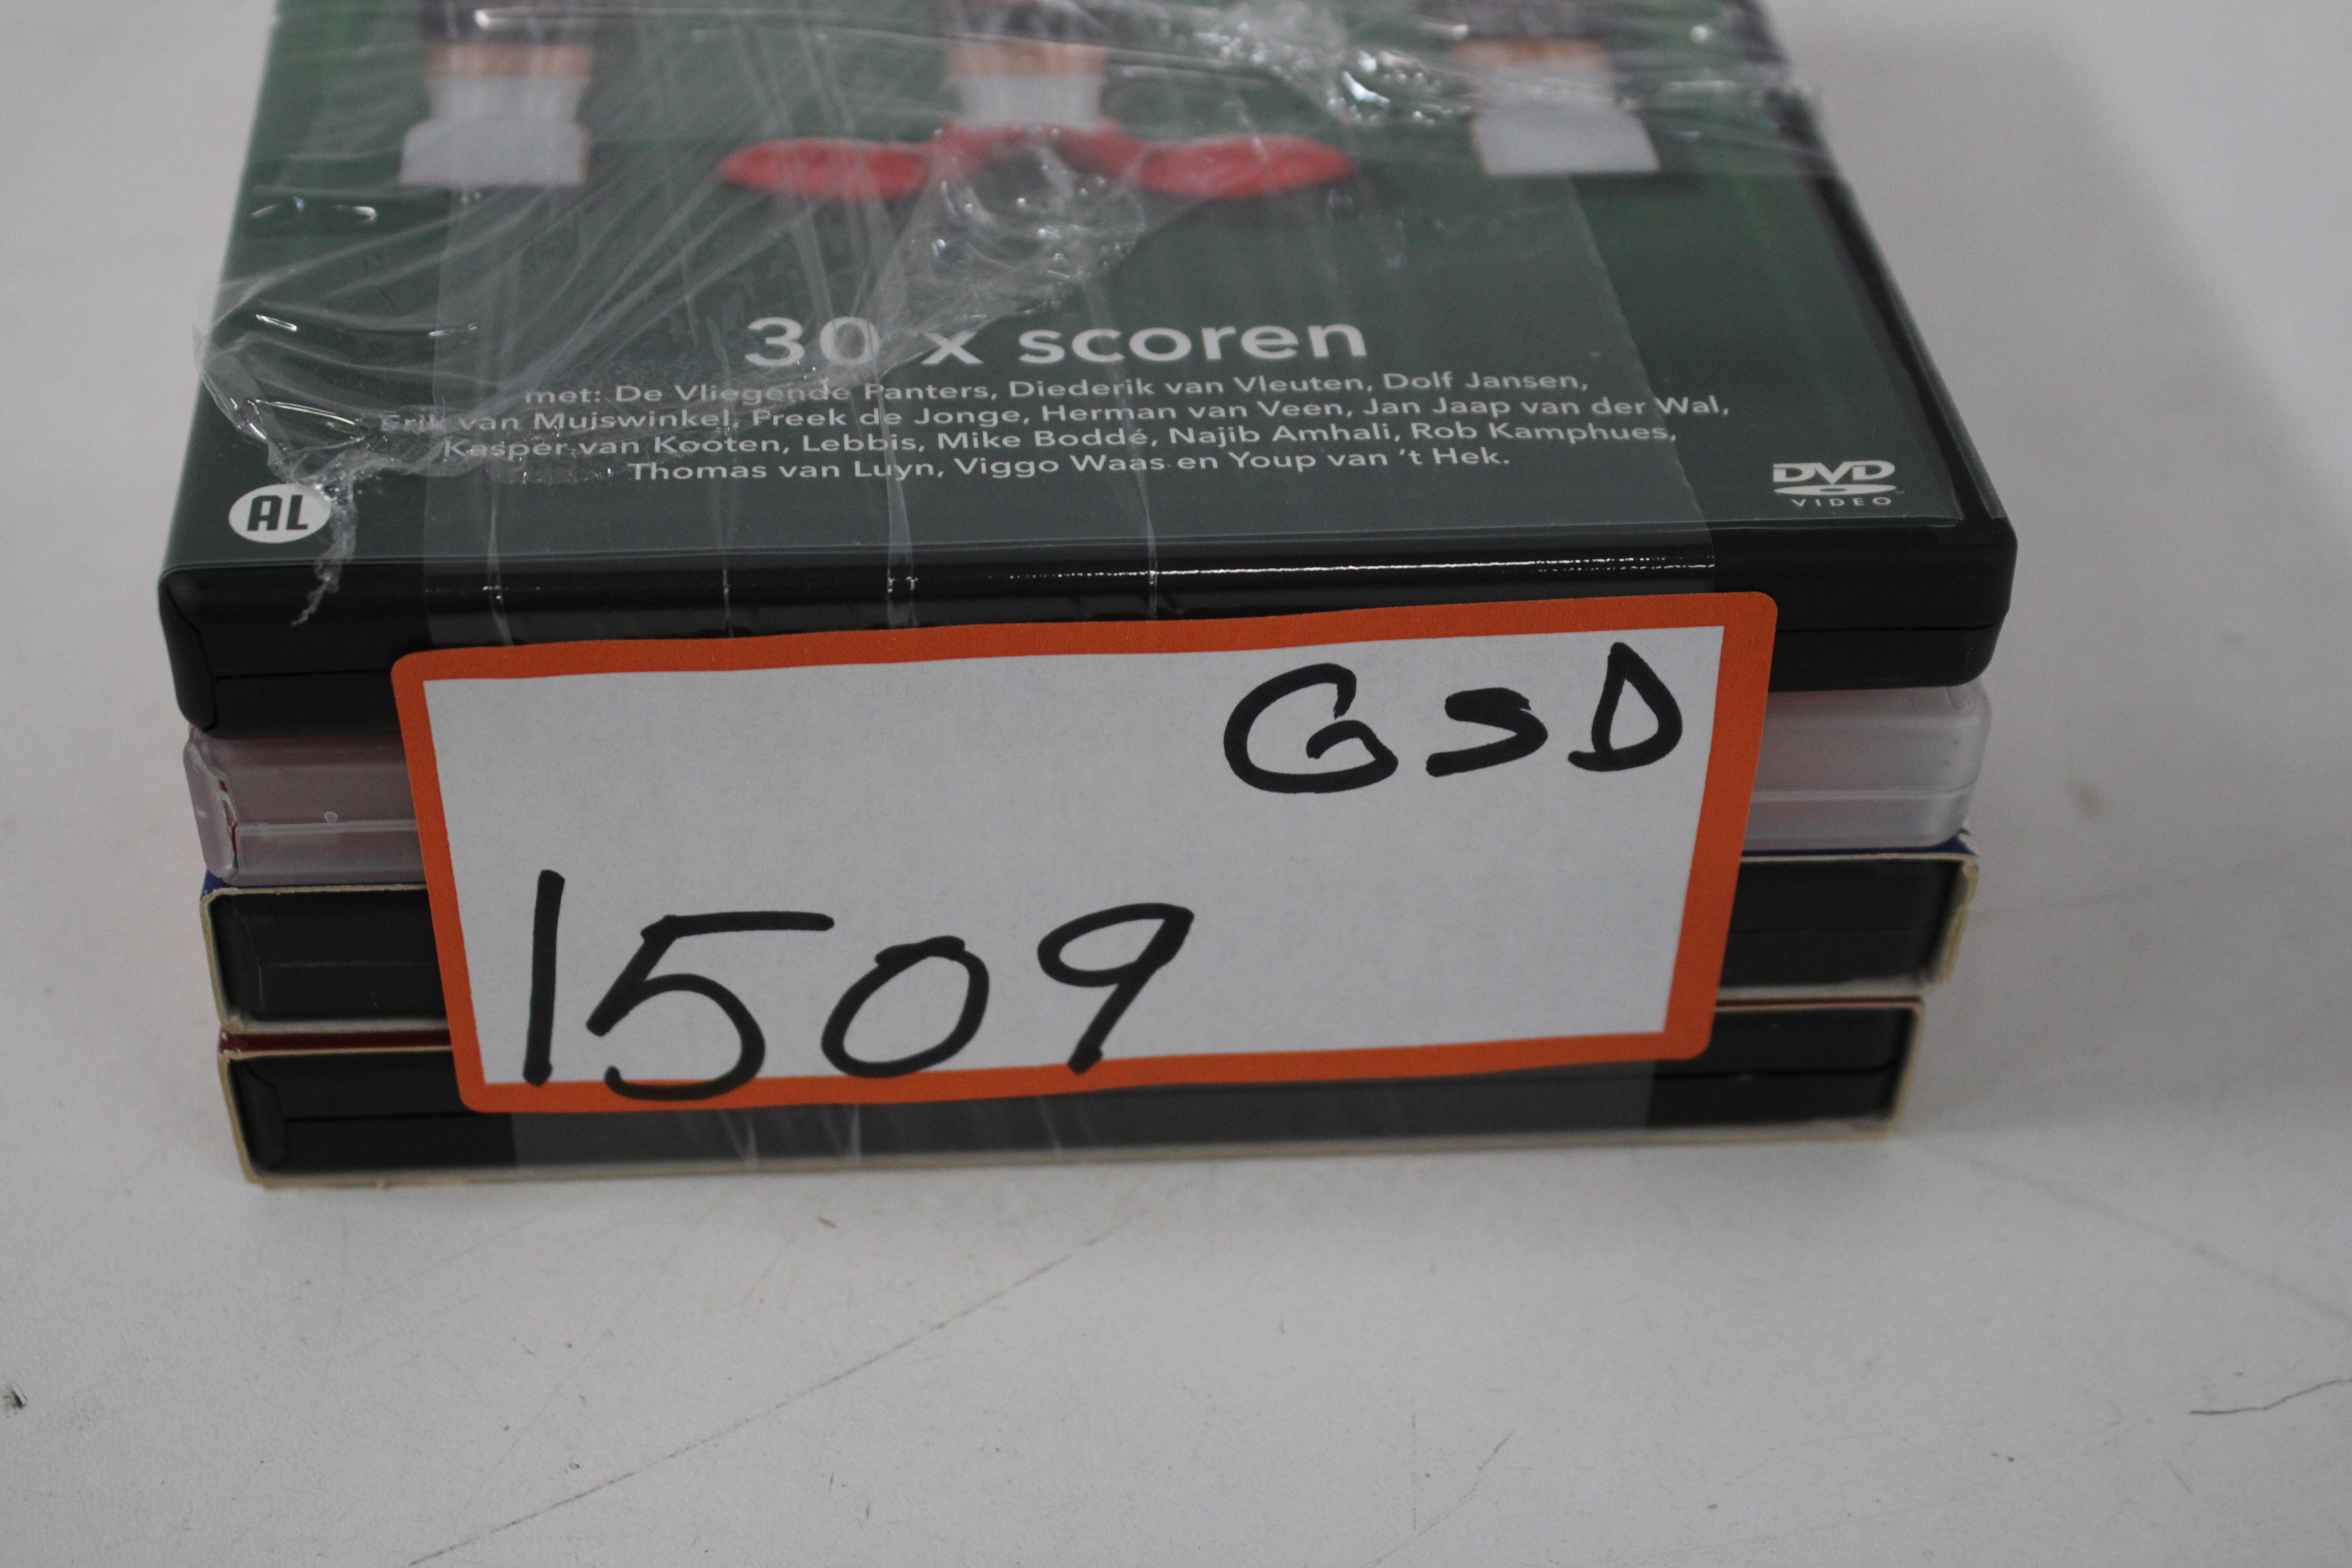 30 x scoren
met: De Vliegende Panters, Diederik van Vleuten, Dolf Jansen,
Erik van Muiswinkel, Freek de Jonge, Herman van Veen, Jan Jaap van der Wal,
Kasper van Kooten, Lebbis, Mike Boddé, Najib Amhali, Rob Kamphues,
Thomas van Luyn, Viggo Waas en Youp van 't Hek.
AL
DVD
VIDEO
GSD
1509